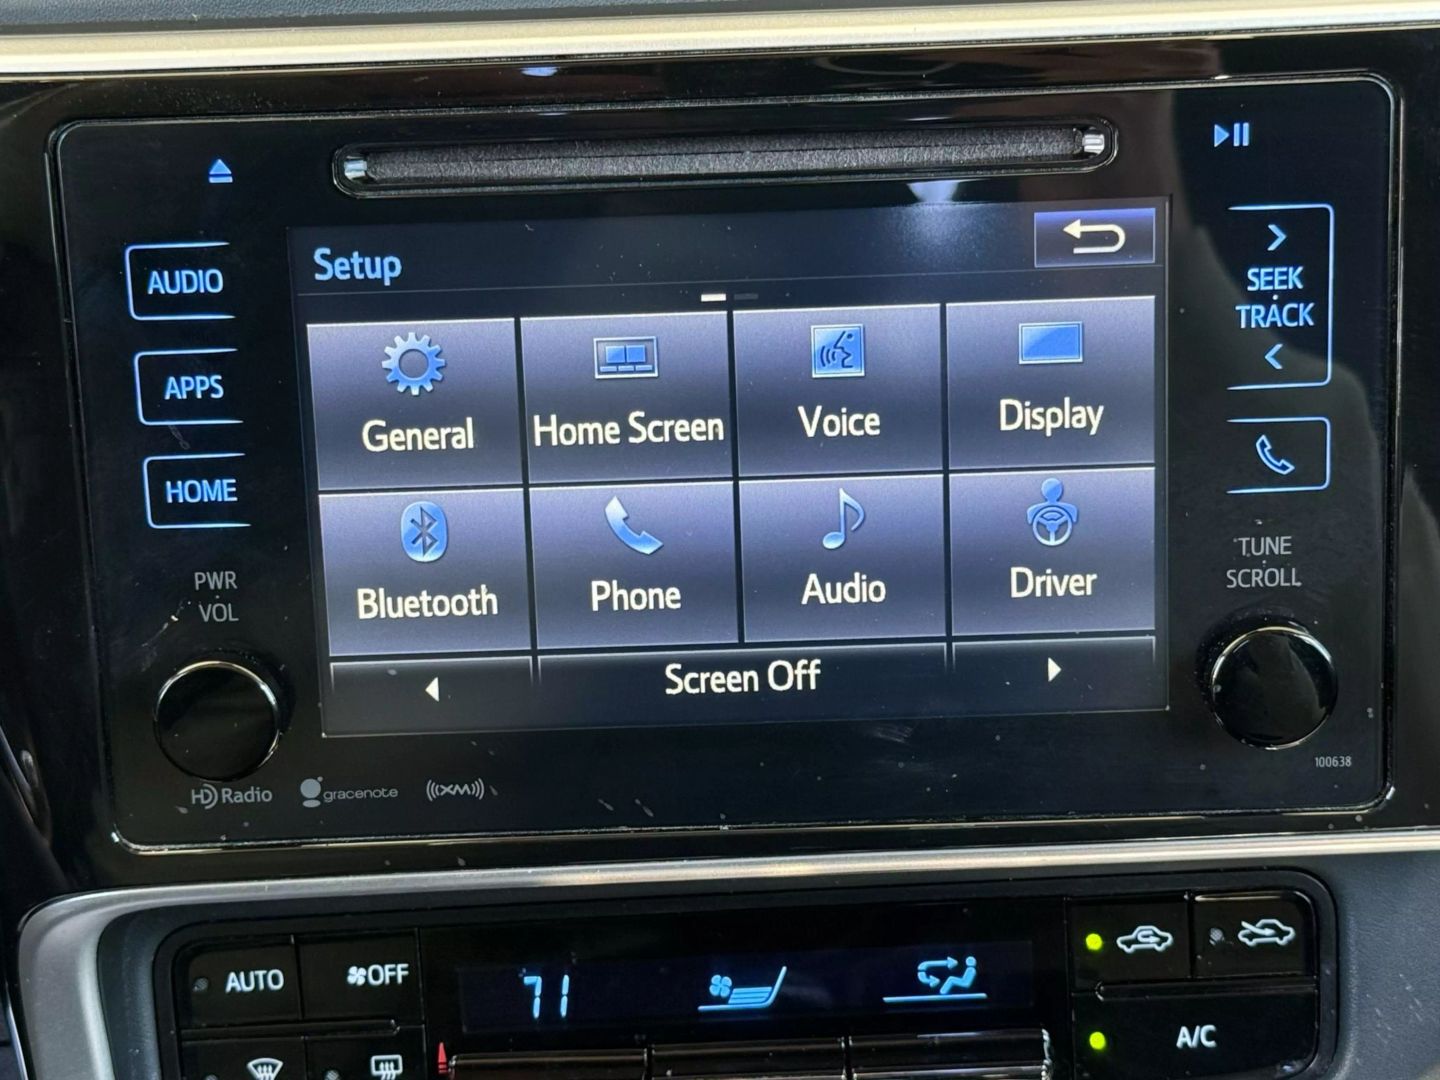 AUDIO
APPS
HOME
PWR
VOL
Setup
General
Home Screen
Voice
Display
Bluetooth
Phone
Audio
Driver
Screen Off
SEEK
TRACK
TUNE
SCROLL
100638
HD Radio
gracenote
((XM))
AUTO
OFF
71
A/C